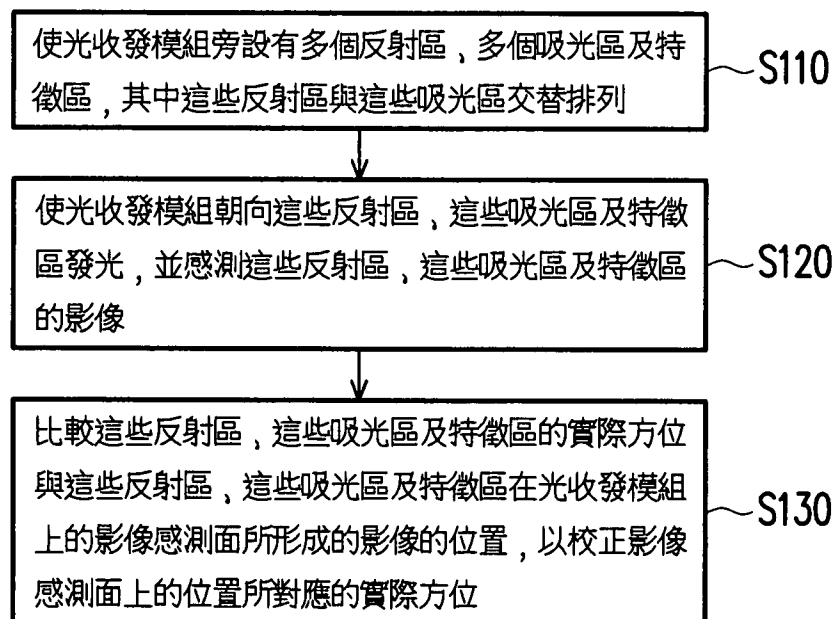 使光收發模組旁設有多個反射區、多個吸光區及特
徵區，其中這些反射區與這些吸光區交替排列
S110
使光收發模組朝向這些反射區、這些吸光區及特徵
區發光，並感測這些反射區、這些吸光區及特徵區
的影像
S120
比較這些反射區、這些吸光區及特徵區的實際方位
與這些反射區、這些吸光區及特徵區在光收發模組
上的影像感測面所形成的影像的位置，以校正影像
感測面上的位置所對應的實際方位
S130